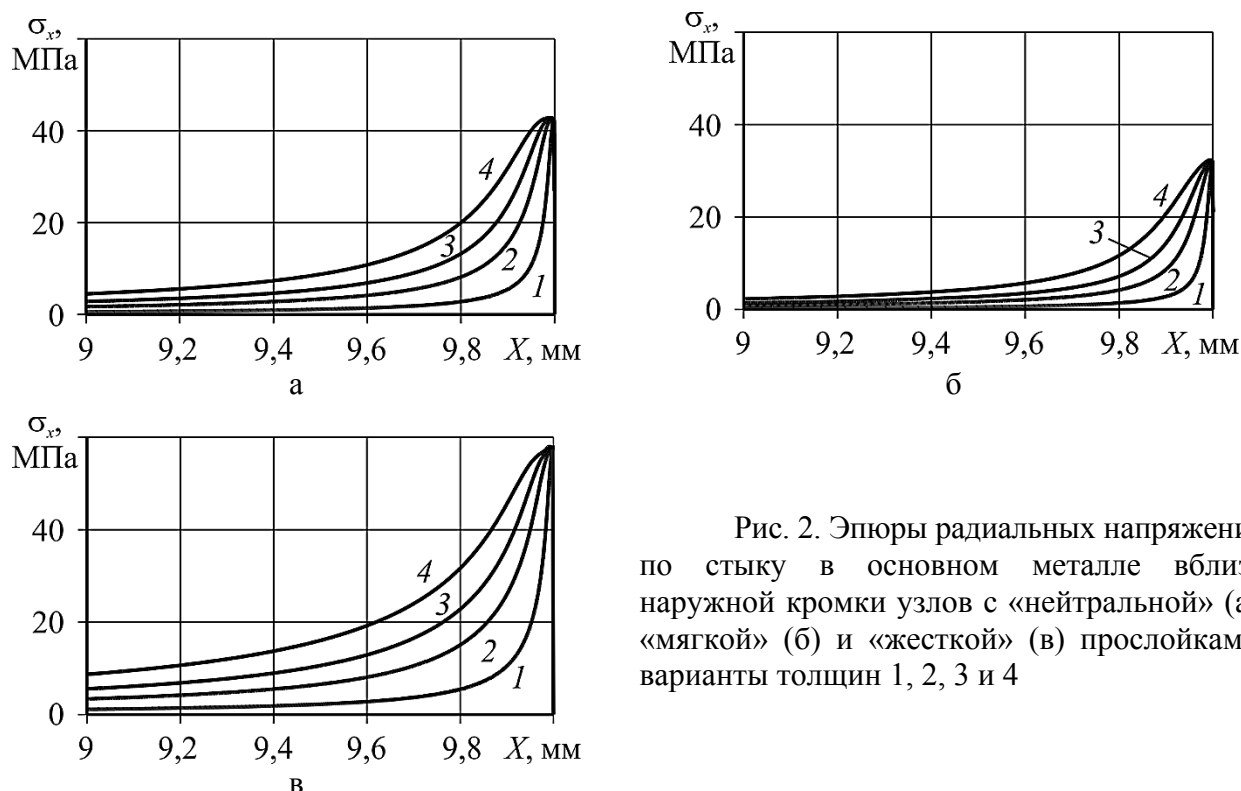 σx,
МПа
40
20
0
4
3
2
1
9 9,2 9,4 9,6 9,8 X, мм
а
σx,
МПа
40
20
0
4
3
2
1
9 9,2 9,4 9,6 9,8 X, мм
б
σx,
МПа
40
20
0
4
3
2
1
9 9,2 9,4 9,6 9,8 X, мм
в
Рис. 2. Эпюры радиальных напряжени
по стыку в основном металле вблиз
наружной кромки узлов с «нейтральной» (а
«мягкой» (б) и «жесткой» (в) прослойкам
варианты толщин 1, 2, 3 и 4